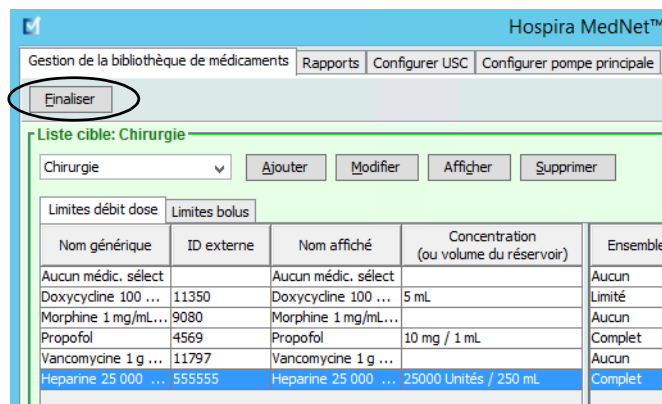 Hospira MedNet™
Gestion de la bibliothèque de médicaments Rapports Configurer USC Configurer pompe principale
Finaliser
Liste cible: Chirurgie
Chirurgie Ajouter Modifier Afficher Supprimer
Limites débit dose Limites bolus
Nom générique ID externe Nom affiché Concentration (ou volume du réservoir) Ensemble
Aucun médic. sélect Aucun médic. sélect Aucun
Doxycycline 100 ... 11350 Doxycycline 100 ... 5 mL Limité
Morphine 1 mg/mL... 9080 Morphine 1 mg/mL... Aucun
Propofol 4569 Propofol 10 mg / 1 mL Complet
Vancomycine 1 g ... 11797 Vancomycine 1 g ... Aucun
Heparine 25 000 ... 555555 Heparine 25 000 ... 25000 Unités / 250 mL Complet